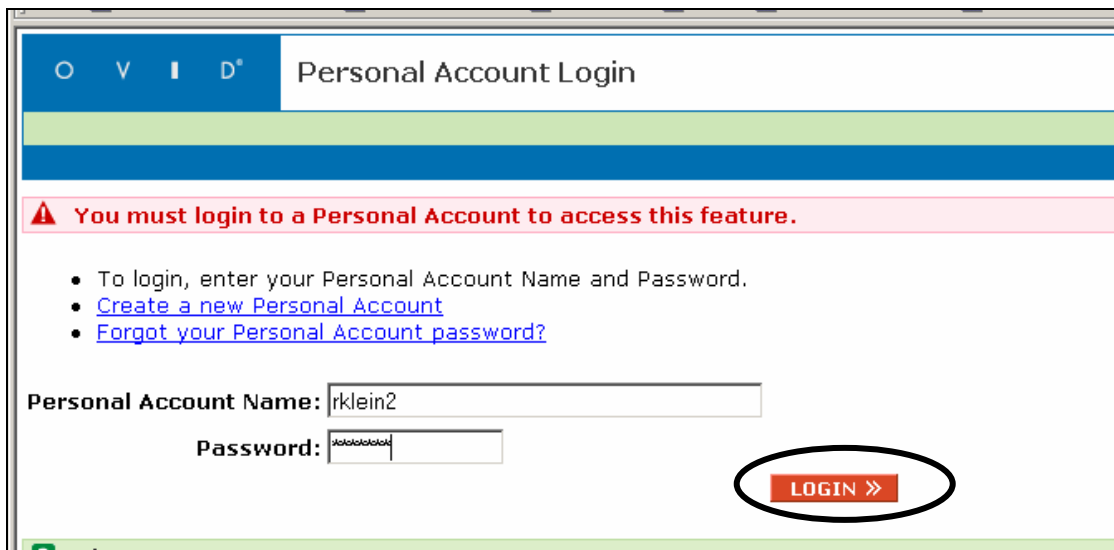 O V I D® Personal Account Login
You must login to a Personal Account to access this feature.
• To login, enter your Personal Account Name and Password.
• Create a new Personal Account
• Forgot your Personal Account password?
Personal Account Name: rklein2
Password: ********
LOGIN »